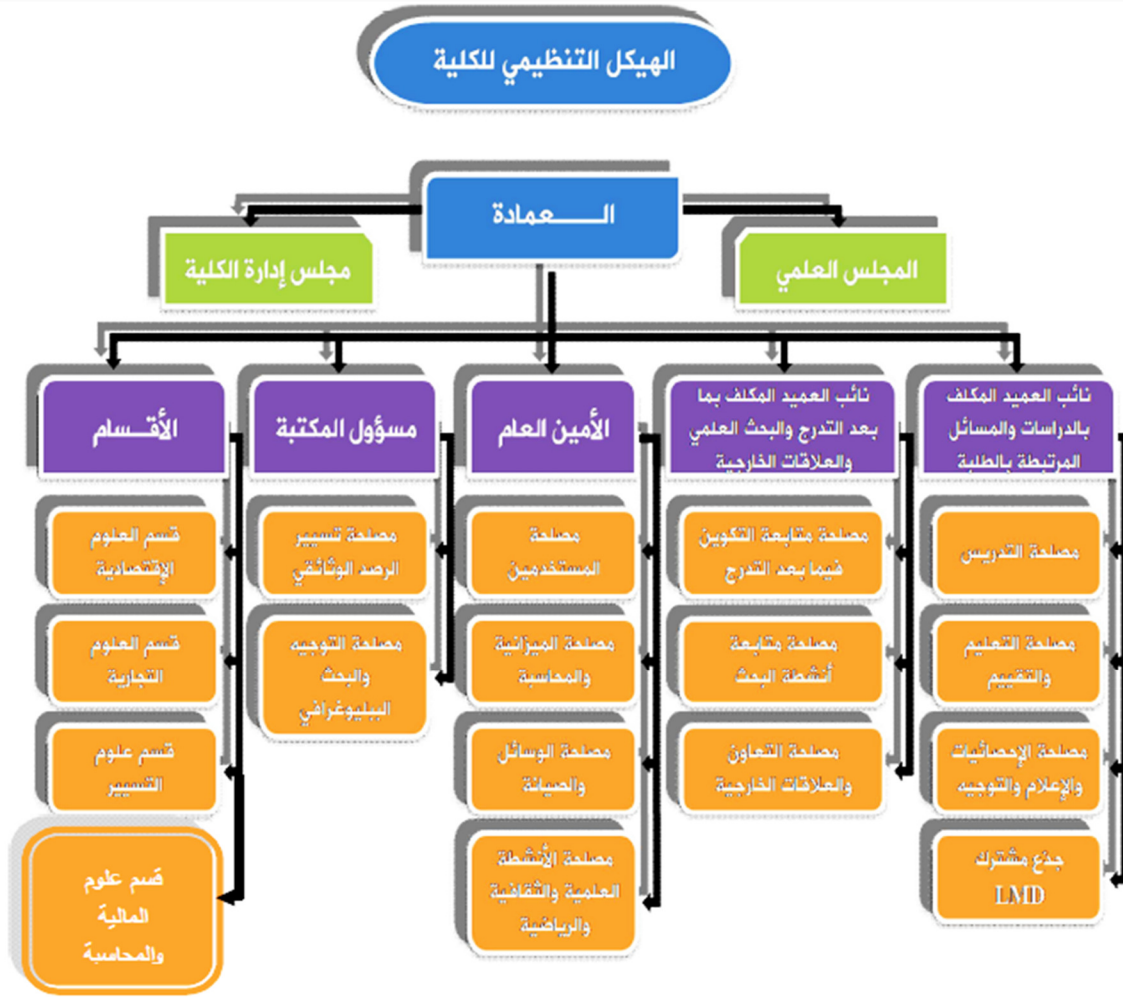 الهيكل التنظيمي للكلية
العمادة
المجلس العلمي
مجلس إدارة الكلية
نائب العميد المكلف
بالدراسات والمسائل
المرتبطة بالطلبة
نائب العميد المكلف بما
بعد التدرج والبحث العلمي
والعلاقات الخارجية
الأمين العام
مسؤول المكتبة
الأقسام
مصلحة التدريس
مصلحة التعليم
والتقييم
مصلحة الإحصائيات
والإعلام والتوجيه
جذع مشترك
LMD
مصلحة متابعة التكوين
فيما بعد التدرج
مصلحة متابعة
أنشطة البحث
مصلحة التعاون
والعلاقات الخارجية
مصلحة
المستخدمين
مصلحة الميزانية
والمحاسبة
مصلحة الوسائل
والصيانة
مصلحة الأنشطة
العلمية والثقافية
والرياضية
مصلحة تسيير
الرصد الوثائقي
مصلحة التوجيه
والبحث
الببليوغرافي
قسم العلوم
الإقتصادية
قسم العلوم
التجارية
قسم علوم
التسيير
قسم علوم
المالية
والمحاسبة